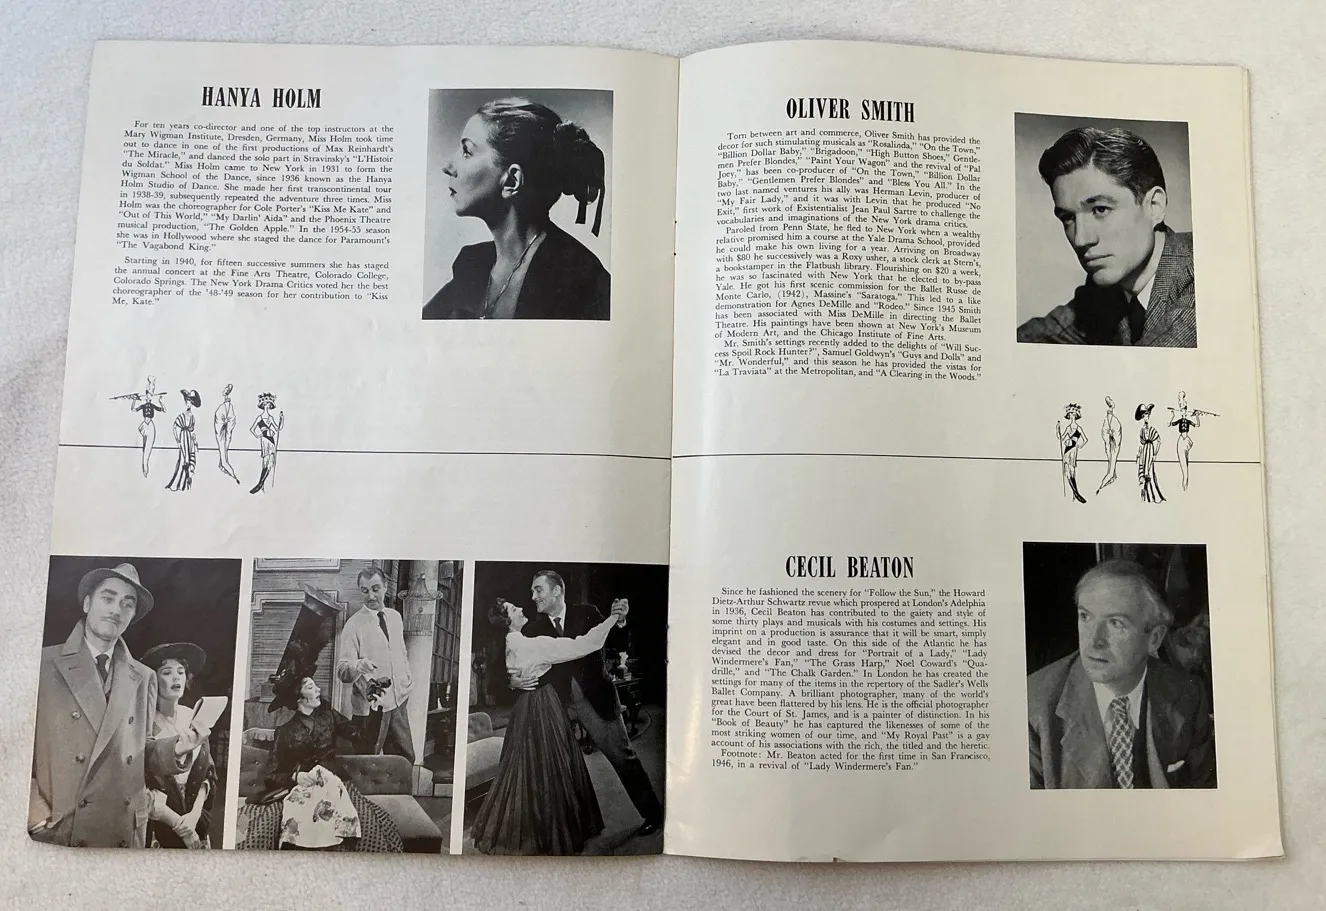 HANYA HOLM
For ten years co-director and one of the top instructors at the
Mary Wigman Institute, Dresden, Germany, Miss Holm took time
out to dance in one of the first productions of Max Reinhardt's
"The Miracle," and danced the solo part in Stravinsky's "L'Histoir
du Soldat." Miss Holm came to New York in 1931 to form the
Wigman School of the Dance, since 1936 known as the Hanya
Holm Studio of Dance. She made her first transcontinental tour
in 1938-39, subsequently repeated the adventure three times. Miss
Holm was the choreographer for Cole Porter's "Kiss Me Kate" and
"Out of This World," "My Darlin' Aida" and the Phoenix Theatre
musical production, "The Golden Apple." In the 1954-55 season
she was in Hollywood where she staged the dance for Paramount's
"The Vagabond King."
Starting in 1940, for fifteen successive summers she has staged
the annual concert at the Fine Arts Theatre, Colorado College,
Colorado Springs. The New York Drama Critics voted her the best
choreographer of the '48-'49 season for her contribution to "Kiss
Me, Kate."
OLIVER SMITH
Torn between art and commerce, Oliver Smith has provided the
decor for such stimulating musicals as "Rosalinda," "On the Town,"
"Billion Dollar Baby," "Brigadoon," "High Button Shoes," Gentle-
men Prefer Blondes," "Paint Your Wagon" and the revival of "Pal
Joey," has been co-producer of "On the Town," "Billion Dollar
Baby," "Gentlemen Prefer Blondes" and "Bless You All." In the
two last named ventures his ally was Herman Levin, producer of
"My Fair Lady," and it was with Levin that he produced "No
Exit," first work of Existentialist Jean Paul Sartre to challenge the
vocabularies and imaginations of the New York drama critics.
Paroled from Penn State, he fled to New York when a wealthy
relative promised him a course at the Yale Drama School, provided
he could make his own living for a year. Arriving on Broadway
with $80 he successively was a Roxy usher, a stock clerk at Stern's,
a bookstamper in the Flatbush library. Flourishing on $20 a week,
he was so fascinated with New York that he elected to by-pass
Yale. He got his first scenic commission for the Ballet Russe de
Monte Carlo, (1942), Massine's "Saratoga." This led to a like
demonstration for Agnes DeMille and "Rodeo." Since 1945 Smith
has been associated with Miss DeMille in directing the Ballet
Theatre. His paintings have been shown at New York's Museum
of Modern Art, and the Chicago Institute of Fine Arts.
Mr. Smith's settings recently added to the delights of "Will Suc-
cess Spoil Rock Hunter?", Samuel Goldwyn's "Guys and Dolls" and
"Mr. Wonderful," and this season he has provided the vistas for
"La Traviata" at the Metropolitan, and "A Clearing in the Woods."
CECIL BEATON
Since he fashioned the scenery for "Follow the Sun," the Howard
Dietz-Arthur Schwartz revue which prospered at London's Adelphia
in 1936, Cecil Beaton has contributed to the gaiety and style of
some thirty plays and musicals with his costumes and settings. His
imprint on a production is assurance that it will be smart, simply
elegant and in good taste. On this side of the Atlantic he has
devised the decor and dress for "Portrait of a Lady," "Lady
Windermere's Fan," "The Grass Harp," Noel Coward's "Qua-
drille," and "The Chalk Garden." In London he has created the
settings for many of the items in the repertory of the Sadler's Wells
Ballet Company. A brilliant photographer, many of the world's
great have been flattered by his lens. He is the official photographer
for the Court of St. James, and is a painter of distinction. In his
"Book of Beauty" he has captured the likenesses of some of the
most striking women of our time, and "My Royal Past" is a gay
account of his associations with the rich, the titled and the heretic.
Footnote: Mr. Beaton acted for the first time in San Francisco,
1946, in a revival of "Lady Windermere's Fan."